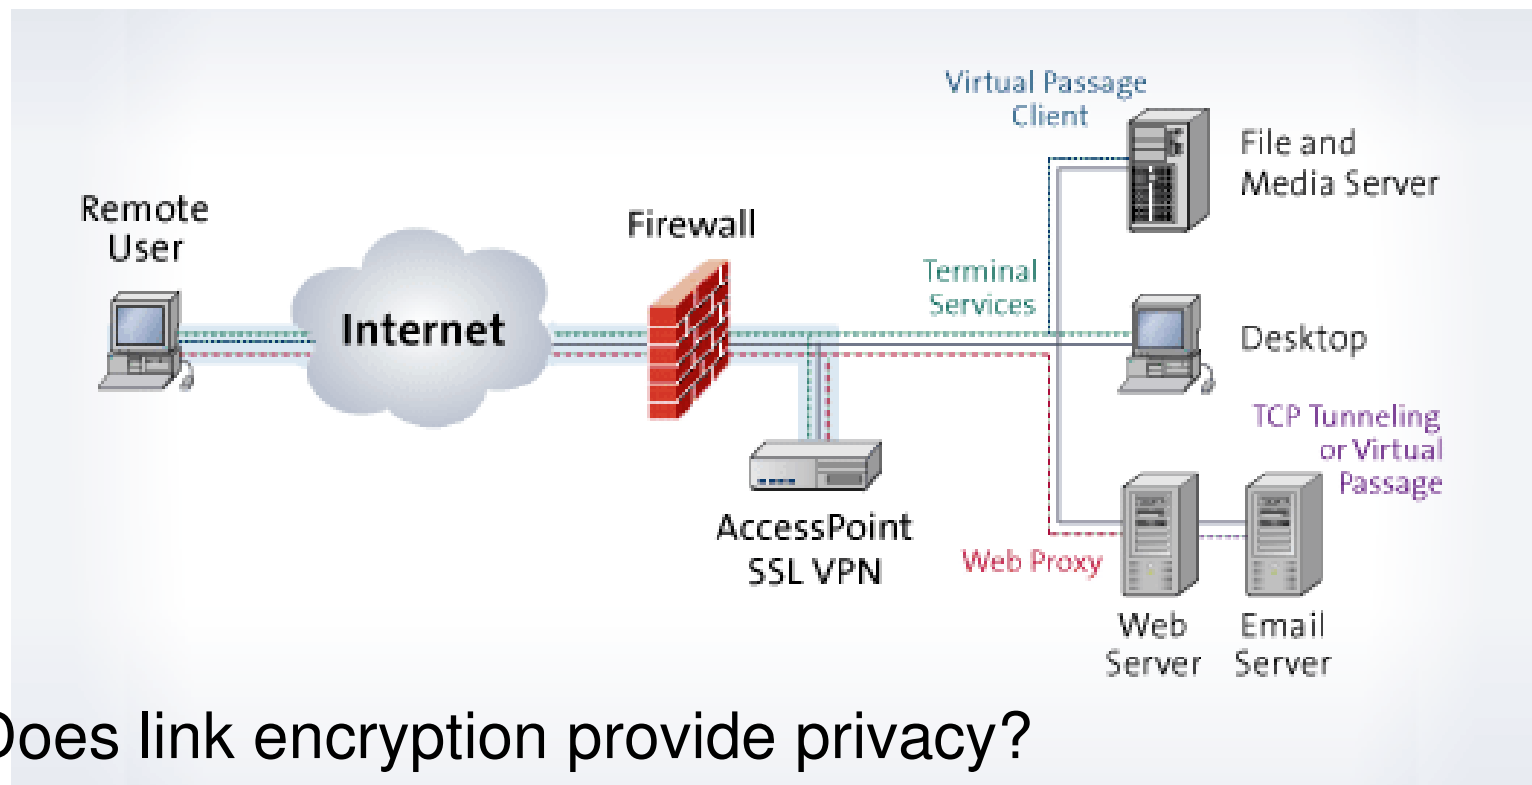 Virtual Passage
Client
File and
Media Server
Remote
User
Firewall
Terminal
Services
Internet
Desktop
TCP Tunneling
or Virtual
Passage
AccessPoint
SSL VPN
Web Proxy
Web
Server
Email
Server
Does link encryption provide privacy?